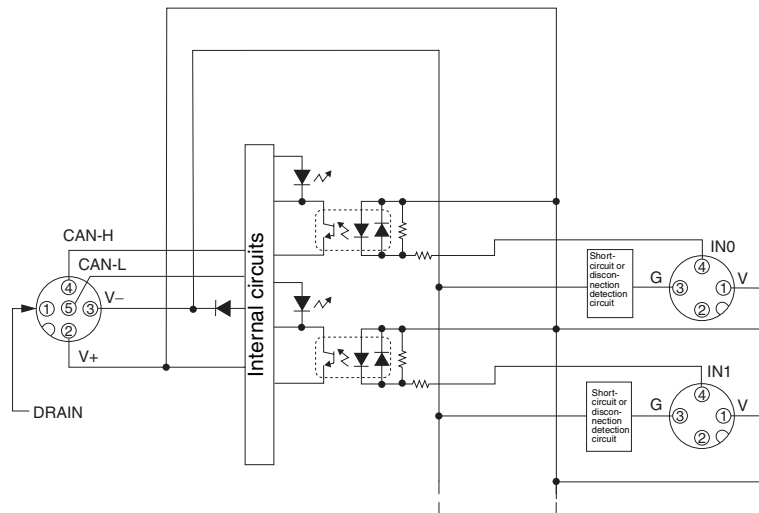 CAN-H
CAN-L
4
1
5
3
2
V−
V+
DRAIN
Internal circuits
Short-
circuit or
discon-
nection
detection
circuit
G
IN0
4
3
1
2
V
Short-
circuit or
discon-
nection
detection
circuit
G
IN1
4
3
1
2
V